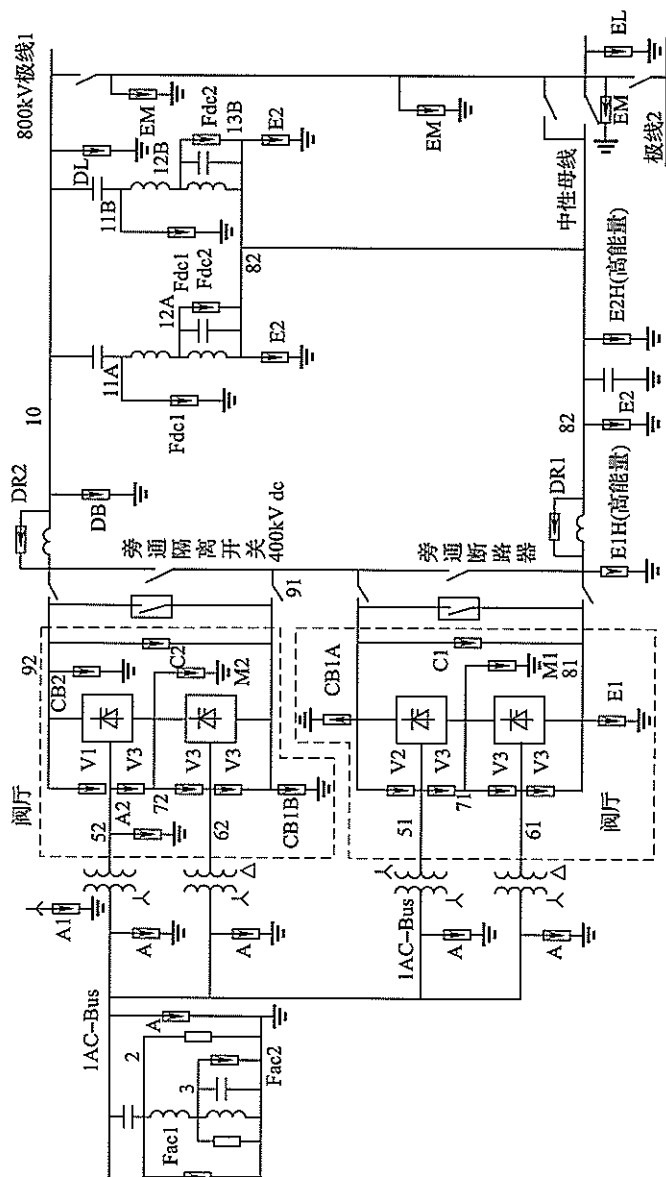 阀厅
DR2
800kV极线1
92
10
CB2
DL
A1
1AC-Bus
V1
DB
11A
11B
52
A2
V3
2
A
A
72
C2
旁通隔离开关
EM
12B
Fac1
3
62
V3
V3
M2
Fdc1
12A
Fdc1
Fdc2
Fdc2
13B
A
400kV dc
E2
E2
Fac2
CB1B
91
82
CB1A
1AC-Bus
51
V2
V3
旁通断路器
EM
A
71
C1
61
V3
V3
M1
DR1
82
中性母线
A
81
阀厅
E1
E1H(高能量)
E2
E2H(高能量)
EM
EL
极线2